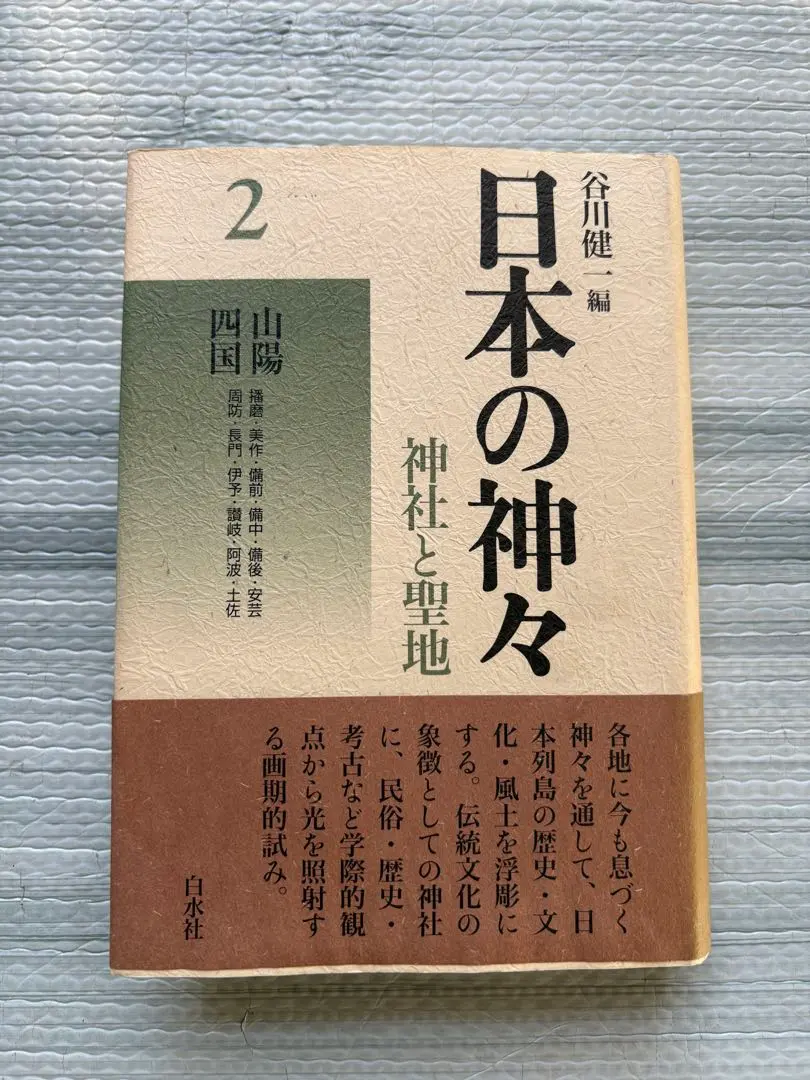 谷川健一編
日本の神々
神社と聖地
2
山陽
四国
播磨・美作・備前・備中・備後・安芸
周防・長門・伊予・讃岐・阿波・土佐
各地に今も息づく
神々を通して、日
本列島の歴史・文
化・風土を浮彫に
する。伝統文化の
象徴としての神社
に、民俗・歴史・
考古など学際的観
点から光を照射す
る画期的試み。
白水社